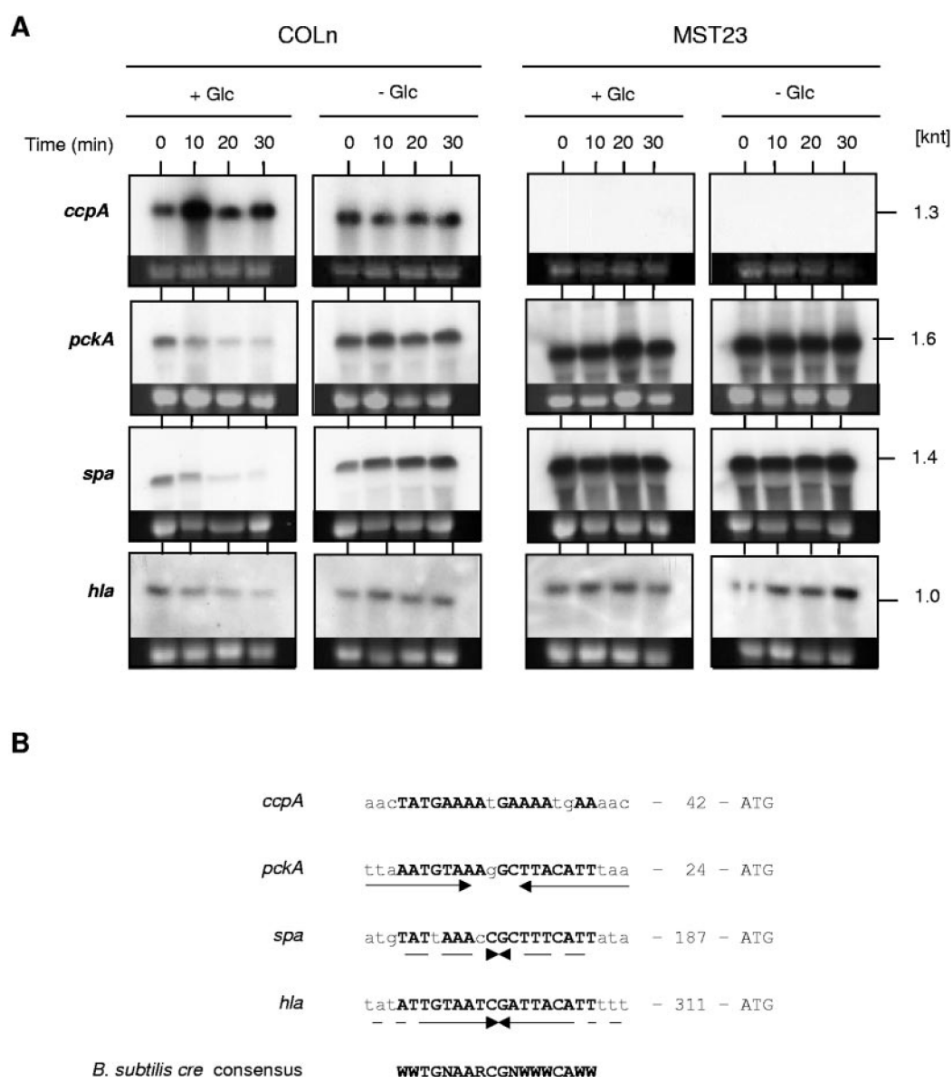 A
COLn MST23
+ Glc - Glc + Glc - Glc
Time (min) 0 10 20 30 0 10 20 30 0 10 20 30 0 10 20 30 [knt]
ccpA 1.3
pckA 1.6
spa 1.4
hla 1.0
B
ccpA aacTATGAAAAtGAAAAtgAAaac – 42 – ATG
pckA ttaAATGTAAAgGCTTACATTtaa – 24 – ATG
spa atgTATtAAAcCGCTTTCATTata – 187 – ATG
hla tatATTGTAATCGATTACATTttt – 311 – ATG
B. subtilis cre consensus WWTGNAARCGNWWWCAWW